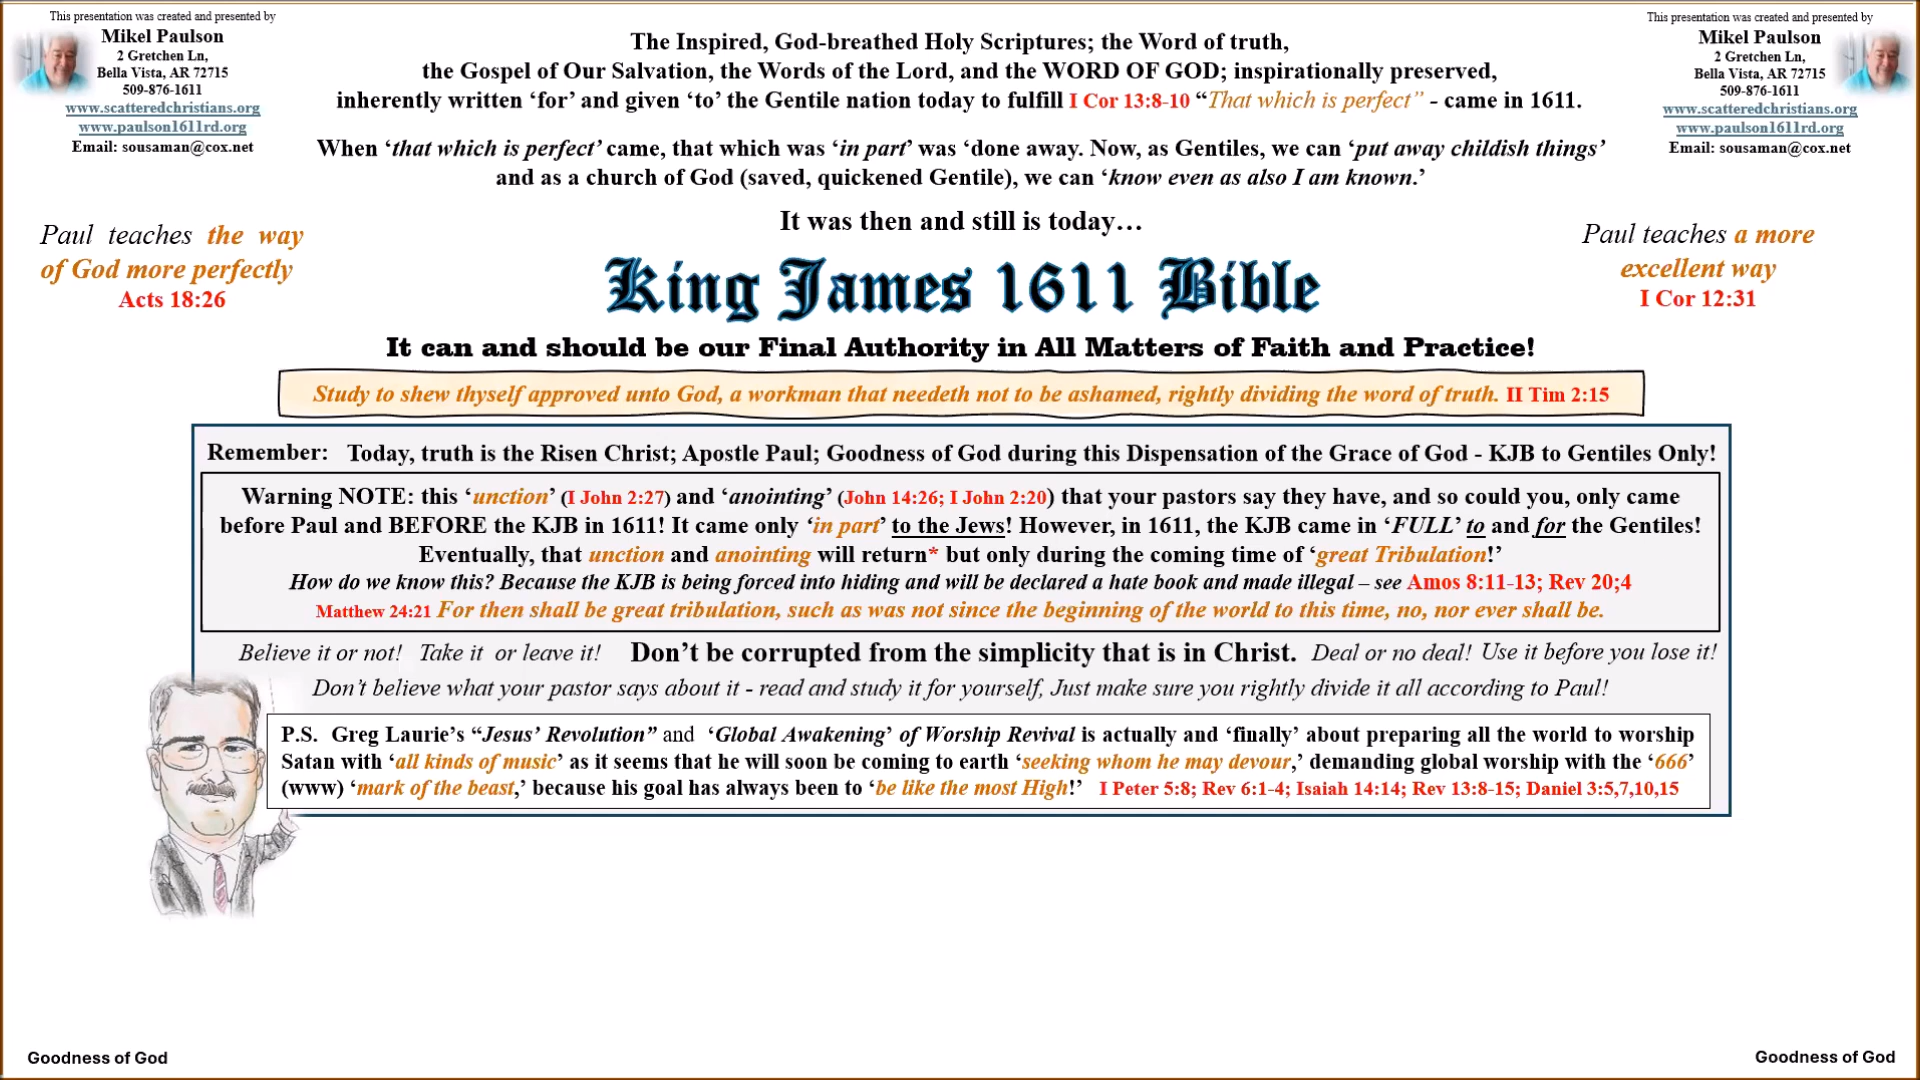 This presentation was created and presented by
Mikel Paulson
2 Gretchen Ln,
Bella Vista, AR 72715
509-876-1611
www.scatteredchristians.org
www.paulson1611rd.org
Email: sousaman@cox.net
The Inspired, God-breathed Holy Scriptures; the Word of truth,
the Gospel of Our Salvation, the Words of the Lord, and the WORD OF GOD; inspirationally preserved,
inherently written ‘for’ and given ‘to’ the Gentile nation today to fulfill I Cor 13:8-10 “That which is perfect” - came in 1611.
When ‘that which is perfect’ came, that which was ‘in part’ was ‘done away. Now, as Gentiles, we can ‘put away childish things’
and as a church of God (saved, quickened Gentile), we can ‘know even as also I am known.’
This presentation was created and presented by
Mikel Paulson
2 Gretchen Ln,
Bella Vista, AR 72715
509-876-1611
www.scatteredchristians.org
www.paulson1611rd.org
Email: sousaman@cox.net
Paul teaches the way
of God more perfectly
Acts 18:26
It was then and still is today…
King James 1611 Bible
Paul teaches a more
excellent way
I Cor 12:31
It can and should be our Final Authority in All Matters of Faith and Practice!
Study to shew thyself approved unto God, a workman that needeth not to be ashamed, rightly dividing the word of truth. II Tim 2:15
Remember: Today, truth is the Risen Christ; Apostle Paul; Goodness of God during this Dispensation of the Grace of God - KJB to Gentiles Only!
Warning NOTE: this ‘unction’ (I John 2:27) and ‘anointing’ (John 14:26; I John 2:20) that your pastors say they have, and so could you, only came
before Paul and BEFORE the KJB in 1611! It came only ‘in part’ to the Jews! However, in 1611, the KJB came in ‘FULL’ to and for the Gentiles!
Eventually, that unction and anointing will return* but only during the coming time of ‘great Tribulation!’
How do we know this? Because the KJB is being forced into hiding and will be declared a hate book and made illegal – see Amos 8:11-13; Rev 20;4
Matthew 24:21 For then shall be great tribulation, such as was not since the beginning of the world to this time, no, nor ever shall be.
Believe it or not! Take it or leave it! Don’t be corrupted from the simplicity that is in Christ. Deal or no deal! Use it before you lose it!
Don’t believe what your pastor says about it - read and study it for yourself, Just make sure you rightly divide it all according to Paul!
P.S. Greg Laurie’s “Jesus’ Revolution” and ‘Global Awakening’ of Worship Revival is actually and ‘finally’ about preparing all the world to worship
Satan with ‘all kinds of music’ as it seems that he will soon be coming to earth ‘seeking whom he may devour,’ demanding global worship with the ‘666’
(www) ‘mark of the beast,’ because his goal has always been to ‘be like the most High!’ I Peter 5:8; Rev 6:1-4; Isaiah 14:14; Rev 13:8-15; Daniel 3:5,7,10,15
Goodness of God
Goodness of God